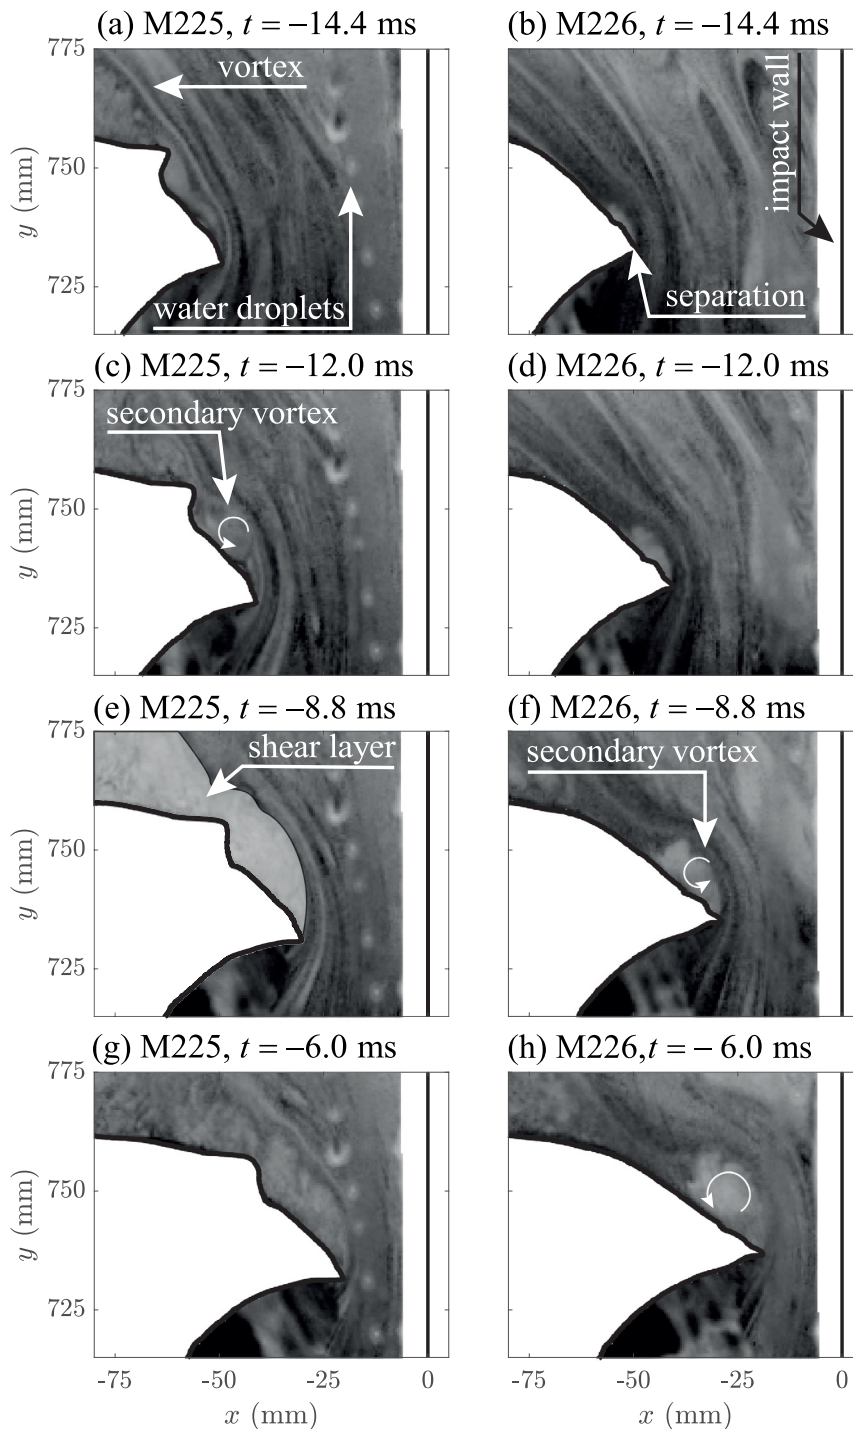 (a) M225, t = −14.4 ms
(b) M226, t = −14.4 ms
775
750
725
y (mm)
vortex
water droplets
impact wall
separation
(c) M225, t = −12.0 ms
(d) M226, t = −12.0 ms
775
750
725
y (mm)
secondary vortex
(e) M225, t = −8.8 ms
(f) M226, t = −8.8 ms
775
750
725
y (mm)
shear layer
secondary vortex
(g) M225, t = −6.0 ms
(h) M226,t = − 6.0 ms
775
750
725
y (mm)
-75 -50 -25 0
-75 -50 -25 0
x (mm)
x (mm)